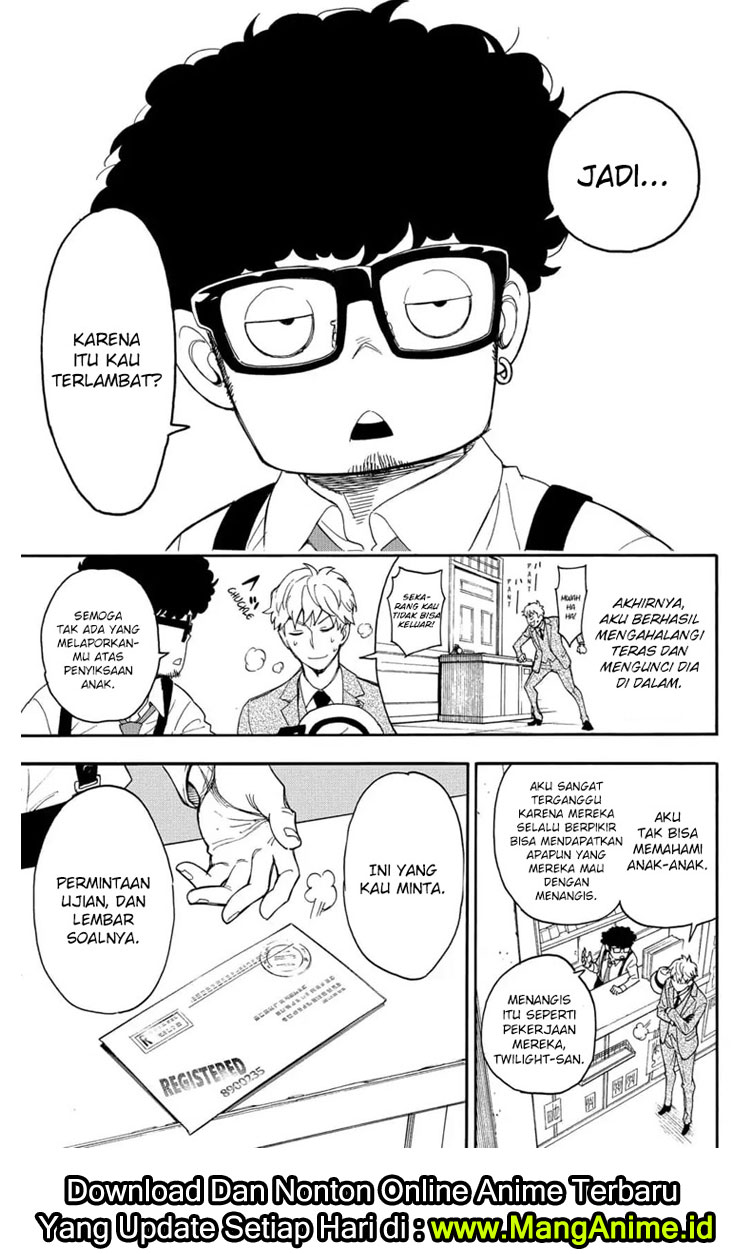 JADI...
KARENA
ITU KAU
TERLAMBAT?
AKHIRNYA,
AKU BERHASIL
MENGAHALANGI
TERAS DAN
MENGUNCI DIA
DI DALAM.
MUAH
HA
HA!
PANT
PANT
SEKA-
RANG KAU
TIDAK BISA
KELUAR!
CHUCKLE
SEMOGA
TAK ADA YANG
MELAPORKAN-
MU ATAS
PENYIKSAAN
ANAK.
AKU
TAK BISA
MEMAHAMI
ANAK-ANAK.
AKU SANGAT
TERGANGGU
KARENA MEREKA
SELALU BERPIKIR
BISA MENDAPATKAN
APAPUN YANG
MEREKA MAU
DENGAN
MENANGIS.
MENANGIS
ITU SEPERTI
PEKERJAAN
MEREKA,
TWILIGHT-SAN.
INI YANG
KAU MINTA.
PERMINTAAN
UJIAN, DAN
LEMBAR
SOALNYA.
R
REGISTERED
8900235
Download Dan Nonton Online Anime Terbaru
Yang Update Setiap Hari di : www.MangAnime.id